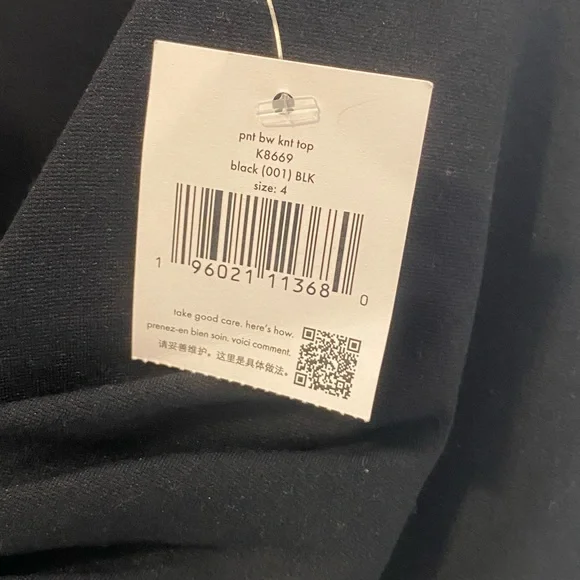 pnt bw knt top
K8669
black (001) BLK
size: 4
1 96021 11368 0
take good care. here's how.
prenez-en bien soin. voici comment.
请妥善维护。这里是具体做法。